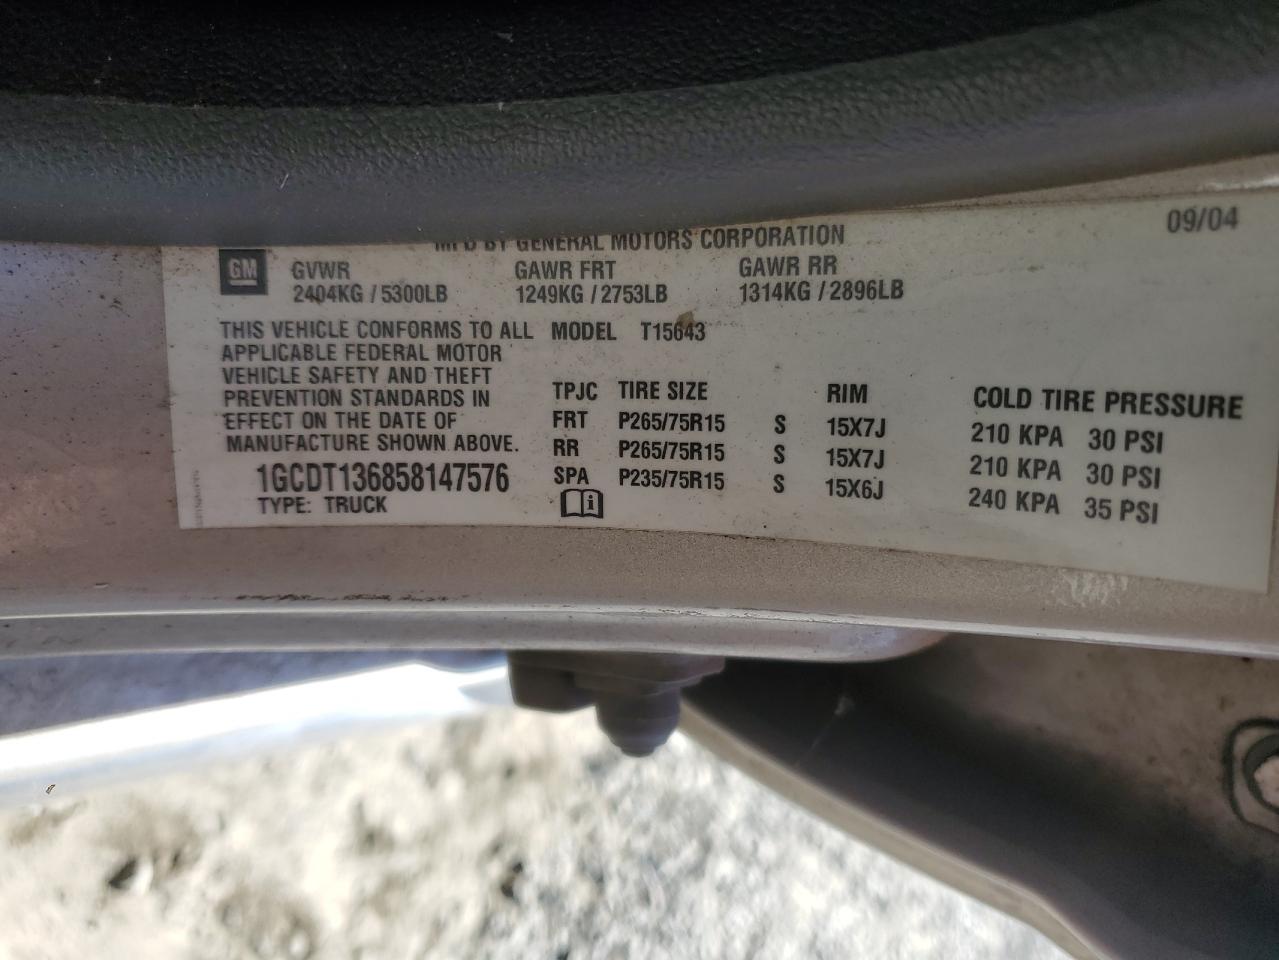 MFD BY GENERAL MOTORS CORPORATION 09/04
GM
GVWR GAWR FRT GAWR RR
2404KG / 5300LB 1249KG / 2753LB 1314KG / 2896LB
THIS VEHICLE CONFORMS TO ALL
APPLICABLE FEDERAL MOTOR
VEHICLE SAFETY AND THEFT
PREVENTION STANDARDS IN
EFFECT ON THE DATE OF
MANUFACTURE SHOWN ABOVE.
1GCDT136858147576
TYPE: TRUCK
MODEL T15643
TPJC TIRE SIZE RIM COLD TIRE PRESSURE
FRT P265/75R15 S 15X7J 210 KPA 30 PSI
RR P265/75R15 S 15X7J 210 KPA 30 PSI
SPA P235/75R15 S 15X6J 240 KPA 35 PSI
i